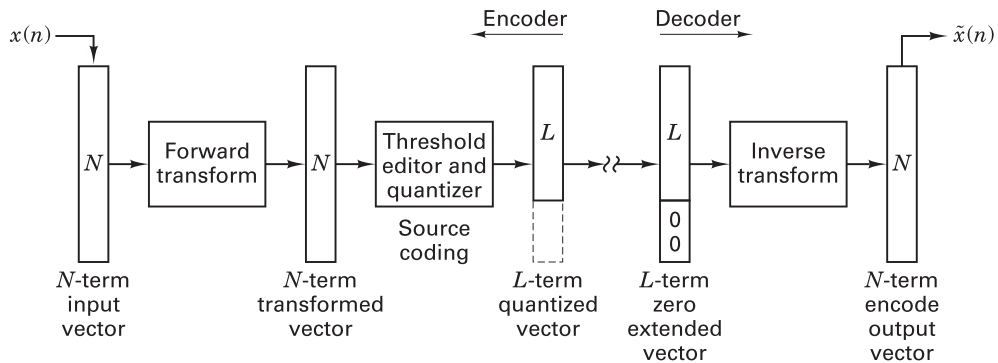 Encoder
Decoder
x(n)
x̃(n)
N
Forward
transform
N
Threshold
editor and
quantizer
Source
coding
L
L
0
0
Inverse
transform
N
N-term
input
vector
N-term
transformed
vector
L-term
quantized
vector
L-term
zero
extended
vector
N-term
encode
output
vector